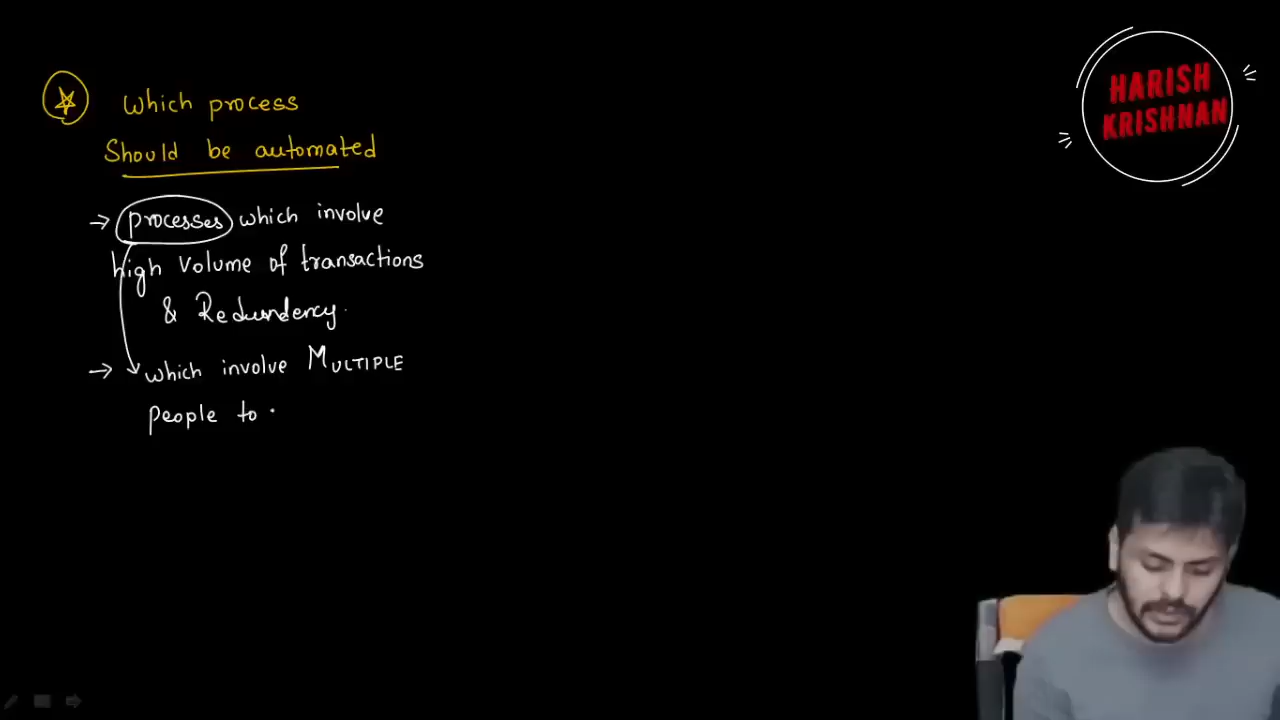 Which process
Should be automated
→ processes which involve
high volume of transactions
& Redundency.
→ which involve MULTIPLE
people to
HARISH
KRISHNAN